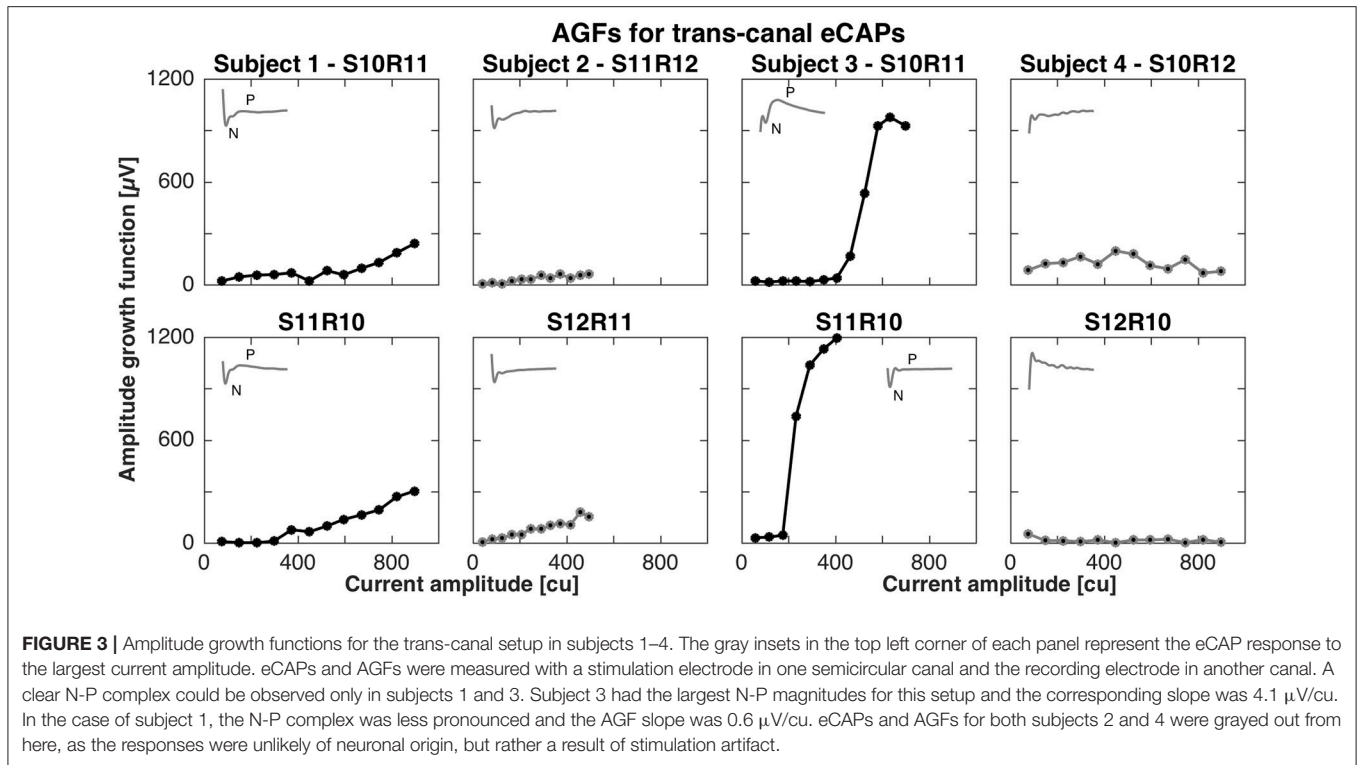 AGFs for trans-canal eCAPs
Subject 1 - S10R11
Subject 2 - S11R12
Subject 3 - S10R11
Subject 4 - S10R12
Amplitude growth function [µV]
1200
600
0
P
N
P
N
S11R10
S12R11
S11R10
S12R10
1200
600
0
P
N
P
N
0 400 800
0 400 800
0 400 800
0 400 800
Current amplitude [cu]
Current amplitude [cu]
FIGURE 3 | Amplitude growth functions for the trans-canal setup in subjects 1–4. The gray insets in the top left corner of each panel represent the eCAP response to
the largest current amplitude. eCAPs and AGFs were measured with a stimulation electrode in one semicircular canal and the recording electrode in another canal. A
clear N-P complex could be observed only in subjects 1 and 3. Subject 3 had the largest N-P magnitudes for this setup and the corresponding slope was 4.1 µV/cu.
In the case of subject 1, the N-P complex was less pronounced and the AGF slope was 0.6 µV/cu. eCAPs and AGFs for both subjects 2 and 4 were grayed out from
here, as the responses were unlikely of neuronal origin, but rather a result of stimulation artifact.